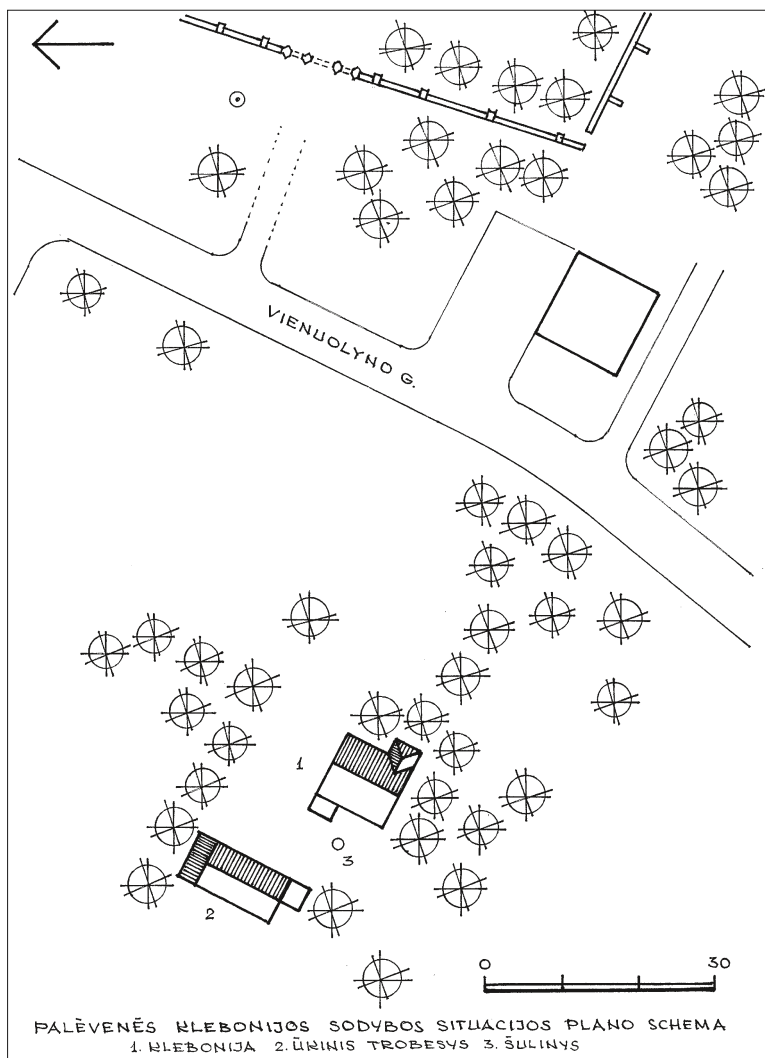 VIENUOLYNO G.
1
3
2
0 30
PALĖVENĖS KLEBONIJOS SODYBOS SITUACIJOS PLANO SCHEMA
1. KLEBONIJA 2. ŪKINIS TROBESYS 3. ŠULINYS